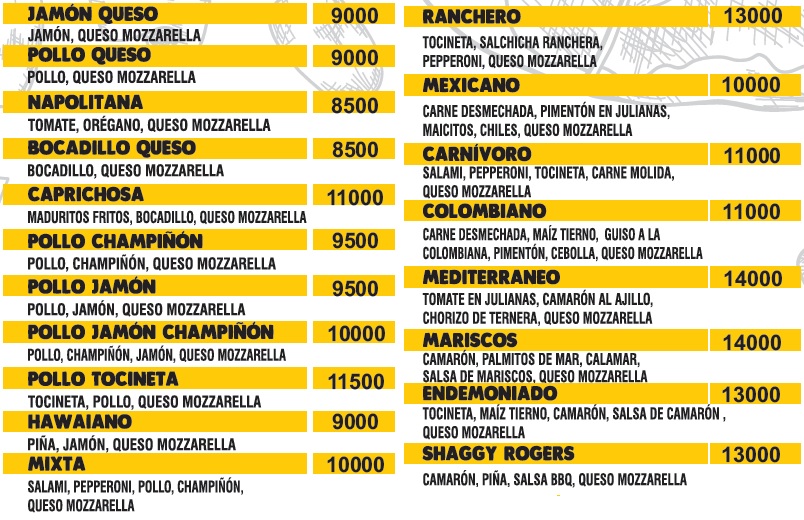 JAMÓN QUESO 9000
JAMÓN, QUESO MOZZARELLA
POLLO QUESO 9000
POLLO, QUESO MOZZARELLA
NAPOLITANA 8500
TOMATE, ORÉGANO, QUESO MOZZARELLA
BOCADILLO QUESO 8500
BOCADILLO, QUESO MOZZARELLA
CAPRICHOSA 11000
MADURITOS FRITOS, BOCADILLO, QUESO MOZZARELLA
POLLO CHAMPIÑÓN 9500
POLLO, CHAMPIÑÓN, QUESO MOZZARELLA
POLLO JAMÓN 9500
POLLO, JAMÓN, QUESO MOZZARELLA
POLLO JAMÓN CHAMPIÑÓN 10000
POLLO, CHAMPIÑÓN, JAMÓN, QUESO MOZZARELLA
POLLO TOCINETA 11500
TOCINETA, POLLO, QUESO MOZZARELLA
HAWAIANO 9000
PIÑA, JAMÓN, QUESO MOZZARELLA
MIXTA 10000
SALAMI, PEPPERONI, POLLO, CHAMPIÑÓN,
QUESO MOZZARELLA
RANCHERO 13000
TOCINETA, SALCHICHA RANCHERA,
PEPPERONI, QUESO MOZZARELLA
MEXICANO 10000
CARNE DESMECHADA, PIMENTÓN EN JULIANAS,
MAICITOS, CHILES, QUESO MOZZARELLA
CARNÍVORO 11000
SALAMI, PEPPERONI, TOCINETA, CARNE MOLIDA,
QUESO MOZZARELLA
COLOMBIANO 11000
CARNE DESMECHADA, MAÍZ TIERNO, GUISO A LA
COLOMBIANA, PIMENTÓN, CEBOLLA, QUESO MOZZARELLA
MEDITERRANEO 14000
TOMATE EN JULIANAS, CAMARÓN AL AJILLO,
CHORIZO DE TERNERA, QUESO MOZZARELLA
MARISCOS 14000
CAMARÓN, PALMITOS DE MAR, CALAMAR,
SALSA DE MARISCOS, QUESO MOZZARELLA
ENDEMONIADO 13000
TOCINETA, MAÍZ TIERNO, CAMARÓN, SALSA DE CAMARÓN ,
QUESO MOZARELLA
SHAGGY ROGERS 13000
CAMARÓN, PIÑA, SALSA BBQ, QUESO MOZZARELLA